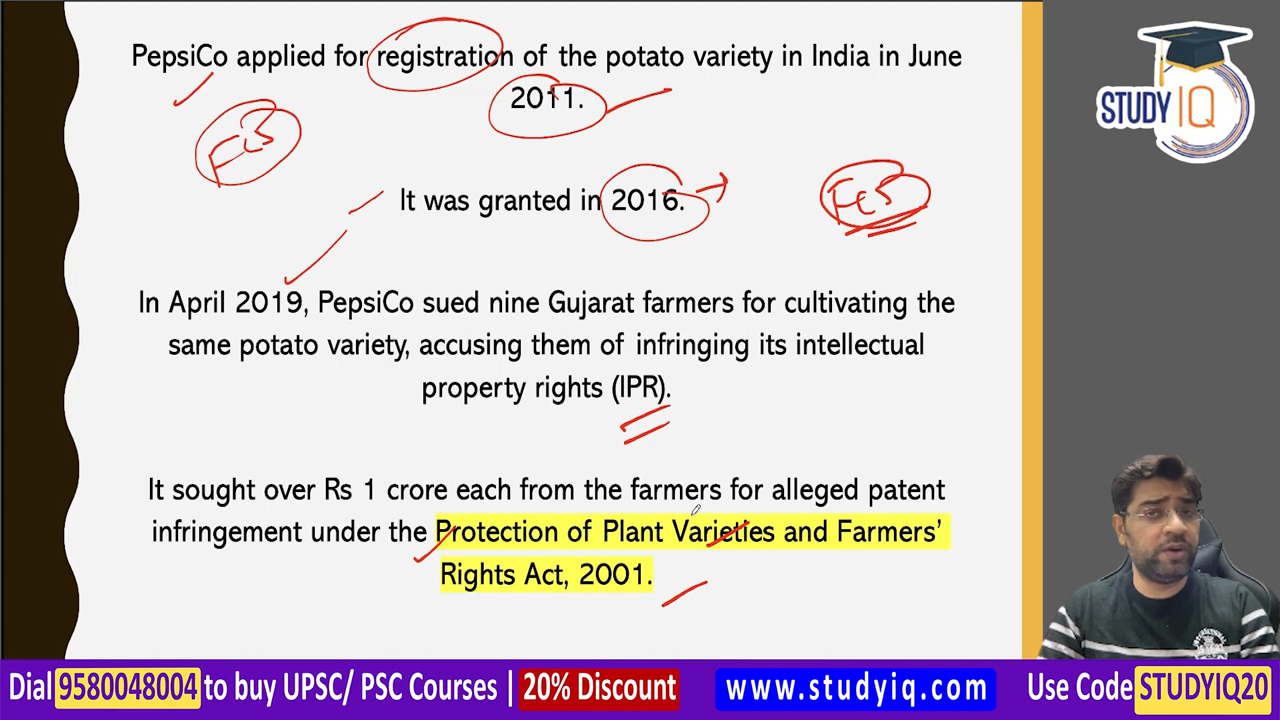 PepsiCo applied for registration of the potato variety in India in June
2011.
FC5
It was granted in 2016.
FC5
In April 2019, PepsiCo sued nine Gujarat farmers for cultivating the
same potato variety, accusing them of infringing its intellectual
property rights (IPR).
It sought over Rs 1 crore each from the farmers for alleged patent
infringement under the Protection of Plant Varieties and Farmers'
Rights Act, 2001.
STUDY IQ
Dial 9580048004 to buy UPSC/ PSC Courses | 20% Discount
www.studyiq.com
Use Code STUDYIQ20